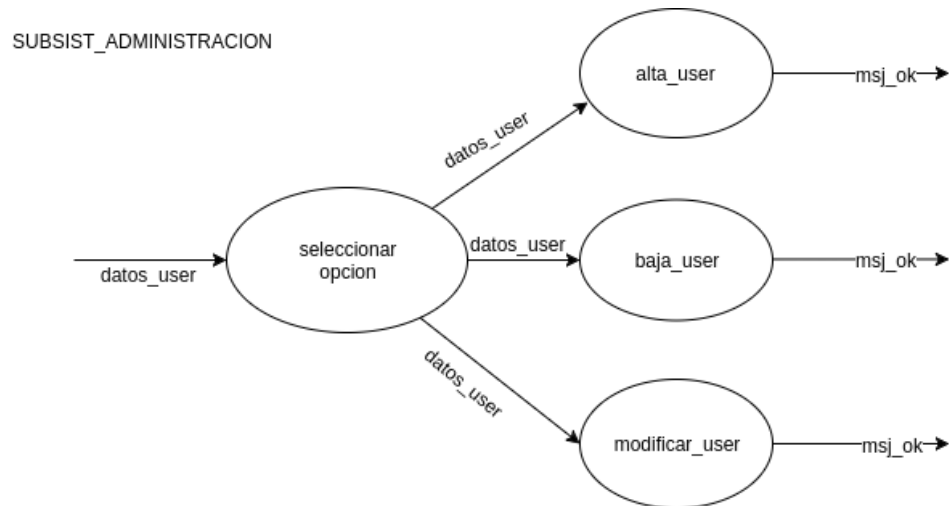 SUBSIST_ADMINISTRACION
alta_user
msj_ok
datos_user
seleccionar
opcion
datos_user
datos_user
baja_user
msj_ok
datos_user
modificar_user
msj_ok